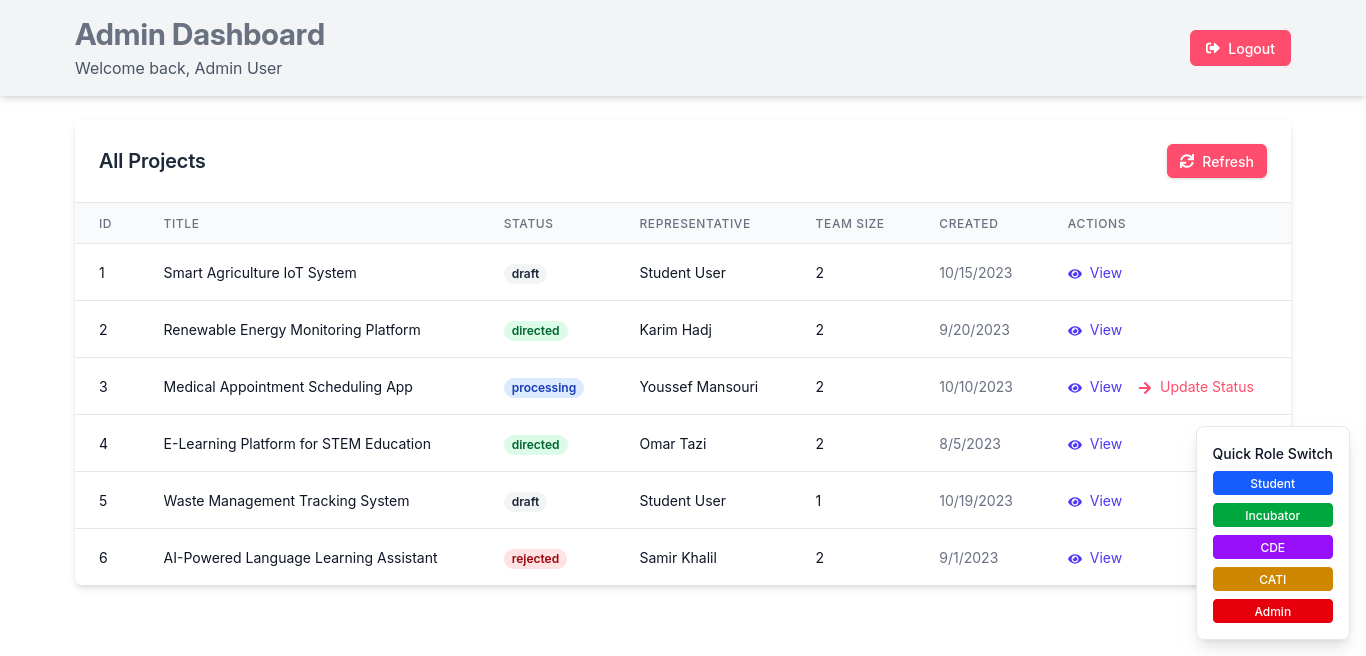 Admin Dashboard
Welcome back, Admin User
Logout
All Projects
Refresh
ID TITLE STATUS REPRESENTATIVE TEAM SIZE CREATED ACTIONS
1 Smart Agriculture IoT System draft Student User 2 10/15/2023 View
2 Renewable Energy Monitoring Platform directed Karim Hadj 2 9/20/2023 View
3 Medical Appointment Scheduling App processing Youssef Mansouri 2 10/10/2023 View Update Status
4 E-Learning Platform for STEM Education directed Omar Tazi 2 8/5/2023 View
5 Waste Management Tracking System draft Student User 1 10/19/2023 View
6 AI-Powered Language Learning Assistant rejected Samir Khalil 2 9/1/2023 View
Quick Role Switch
Student
Incubator
CDE
CATI
Admin